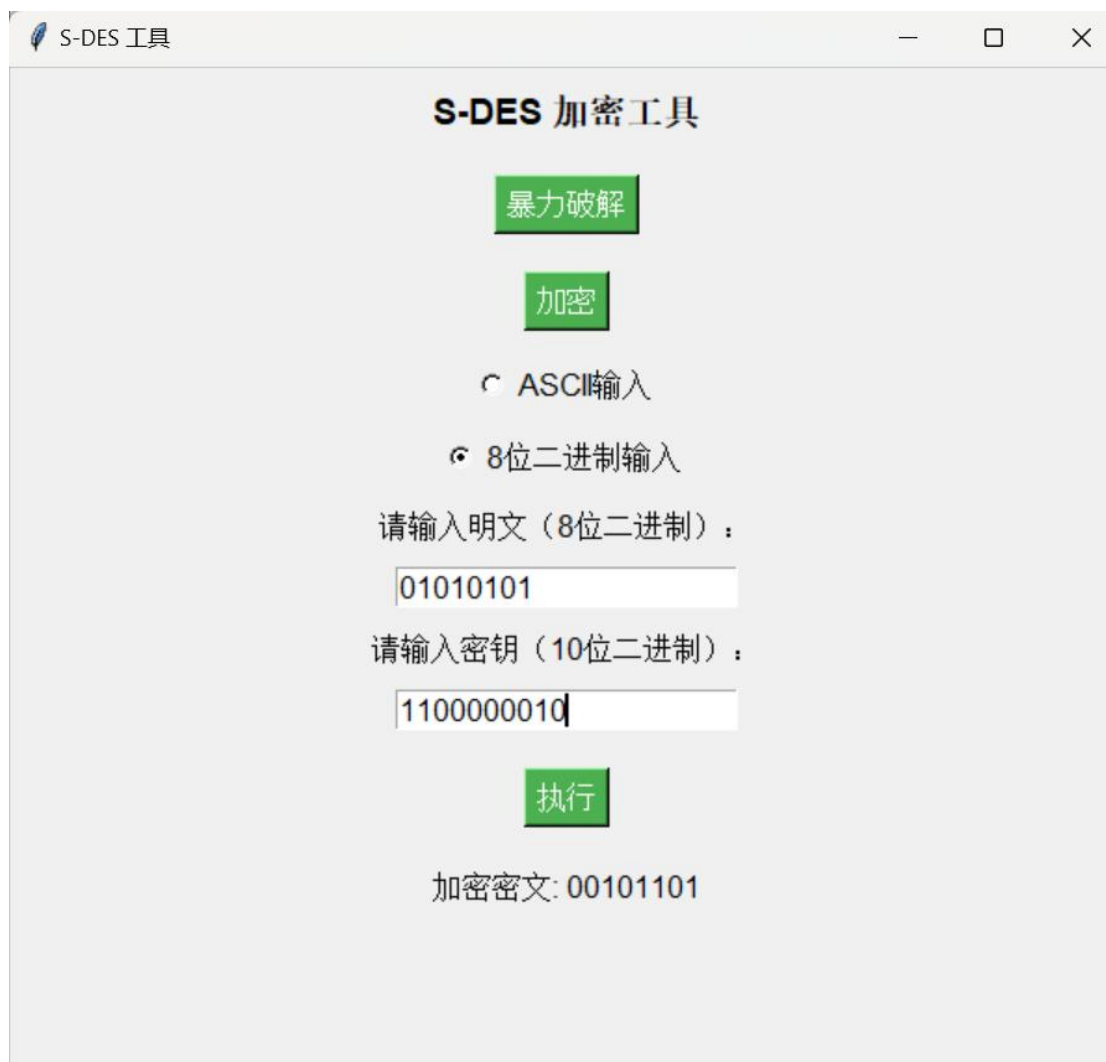 S-DES 工具
S-DES 加密工具
暴力破解
加密
ASCII输入
8位二进制输入
请输入明文（8位二进制）：
01010101
请输入密钥（10位二进制）：
1100000010
执行
加密密文: 00101101